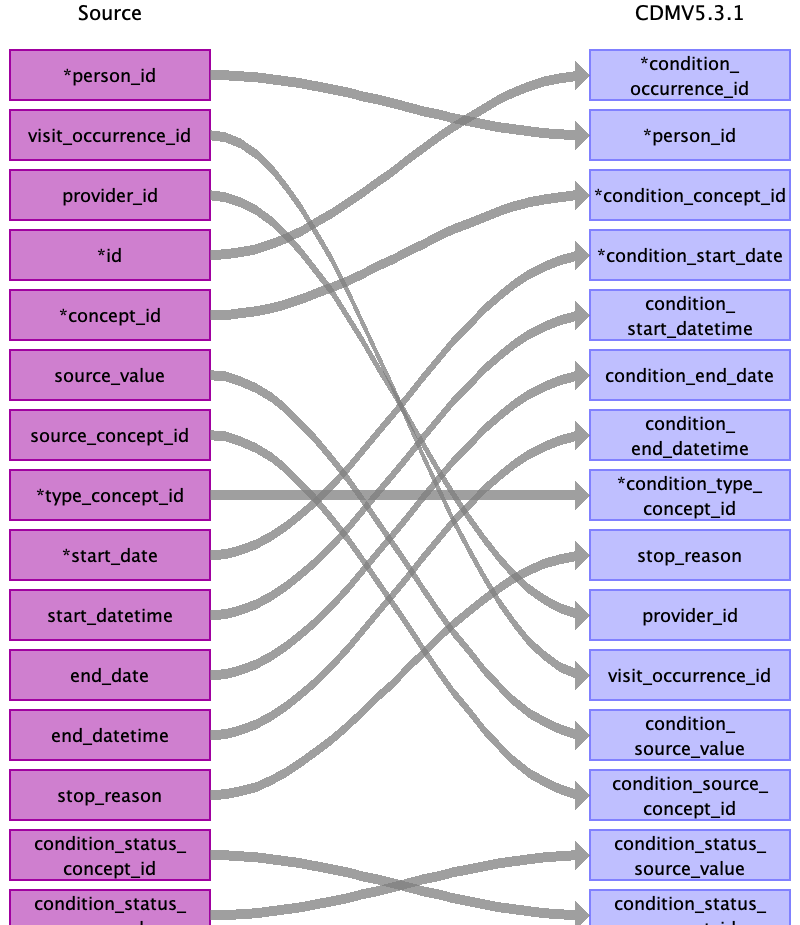 Source
CDMV5.3.1
*person_id
*condition_
occurrence_id
visit_occurrence_id
*person_id
provider_id
*condition_concept_id
*id
*condition_start_date
*concept_id
condition_
start_datetime
source_value
condition_end_date
source_concept_id
condition_
end_datetime
*type_concept_id
*condition_type_
concept_id
*start_date
stop_reason
start_datetime
provider_id
end_date
visit_occurrence_id
end_datetime
condition_
source_value
stop_reason
condition_source_
concept_id
condition_status_
concept_id
condition_status_
source_value
condition_status_
condition_status_